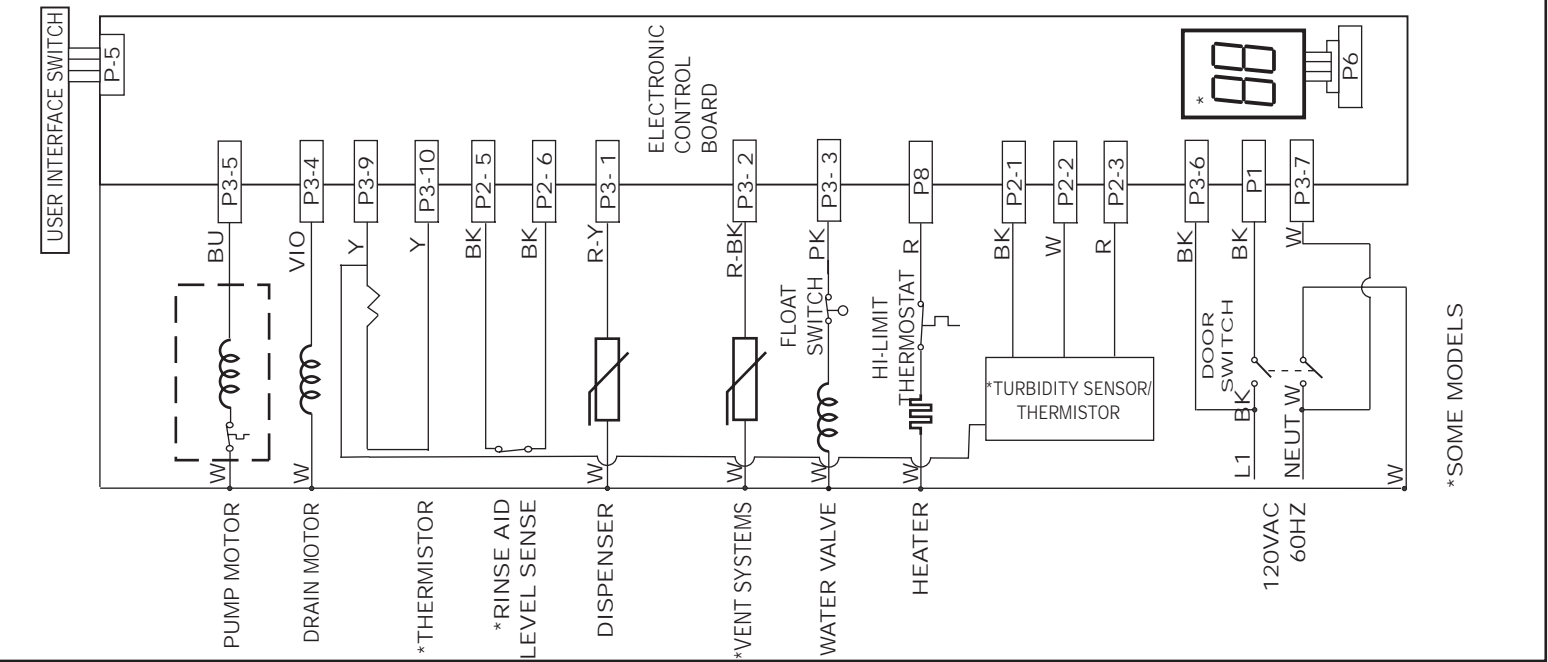 USER INTERFACE SWITCH
P-5
ELECTRONIC
CONTROL
BOARD
*
P6
P3-5
P3-4
P3-9
P3-10
P2- 5
P2- 6
P3- 1
P3- 2
P3- 3
P8
P2-1
P2-2
P2-3
P3-6
P1
P3-7
BU
VIO
Y
Y
BK
BK
R-Y
R-BK
PK
R
BK
W
R
BK
BK
W
FLOAT
SWITCH
HI-LIMIT
THERMOSTAT
*TURBIDITY SENSOR/
THERMISTOR
DOOR
SWITCH
L1
BK
NEUT
W
W
W
W
W
W
W
W
PUMP MOTOR
DRAIN MOTOR
*THERMISTOR
*RINSE AID
LEVEL SENSE
DISPENSER
*VENT SYSTEMS
WATER VALVE
HEATER
120VAC
60HZ
*SOME MODELS